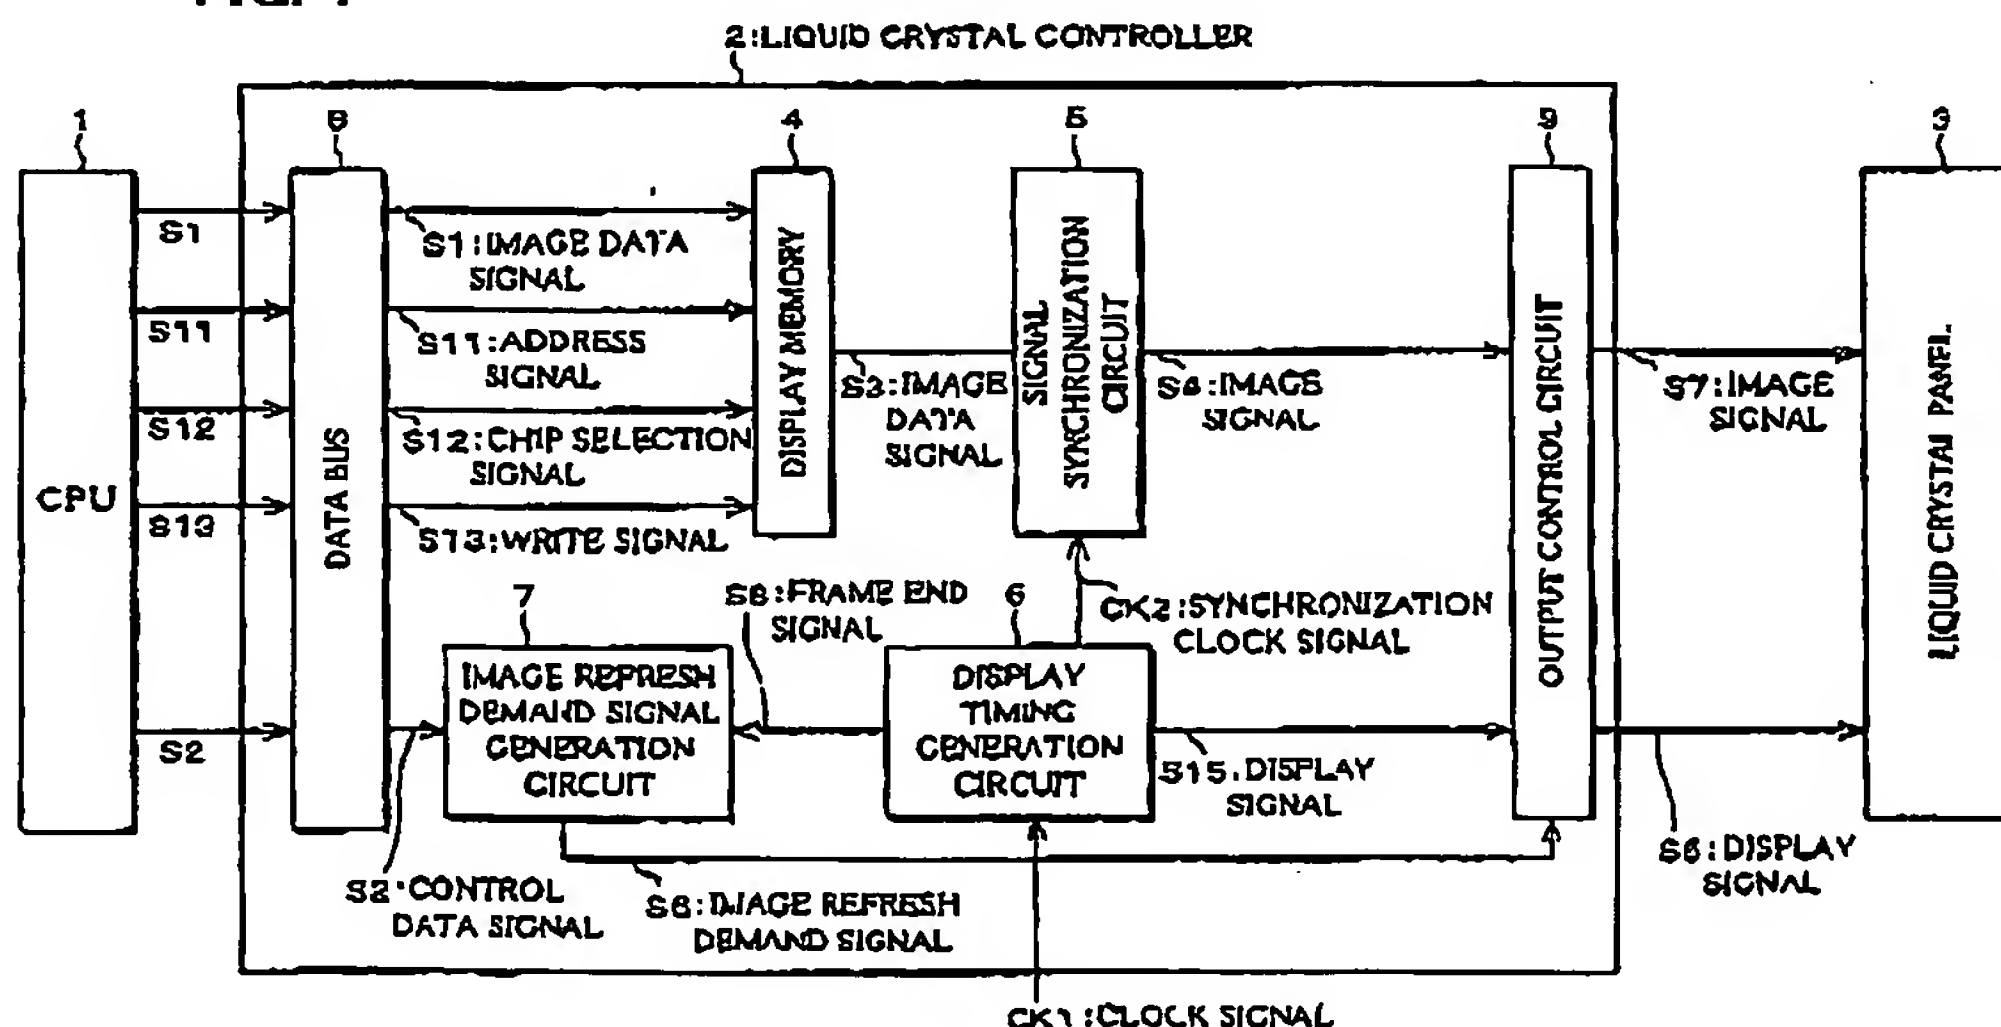 2:LIQUID CRYSTAL CONTROLLER
1
8
4
5
9
3
S1
S11
S12
S13
S2
CPU
DATA BUS
S1:IMAGE DATA
SIGNAL
S11:ADDRESS
SIGNAL
S12:CHIP SELECTION
SIGNAL
S13:WRITE SIGNAL
DISPLAY MEMORY
S3:IMAGE
DATA
SIGNAL
SIGNAL
SYNCHRONIZATION
CIRCUIT
S4:IMAGE
SIGNAL
OUTPUT CONTROL CIRCUIT
S7:IMAGE
SIGNAL
LIQUID CRYSTAL PANEL
7
S8:FRAME END
SIGNAL
6
CK2:SYNCHRONIZATION
CLOCK SIGNAL
IMAGE REFRESH
DEMAND SIGNAL
GENERATION
CIRCUIT
DISPLAY
TIMING
GENERATION
CIRCUIT
S15:DISPLAY
SIGNAL
S2:CONTROL
DATA SIGNAL
S6:IMAGE REFRESH
DEMAND SIGNAL
:DISPLAY
SIGNAL
CK1:CLOCK SIGNAL